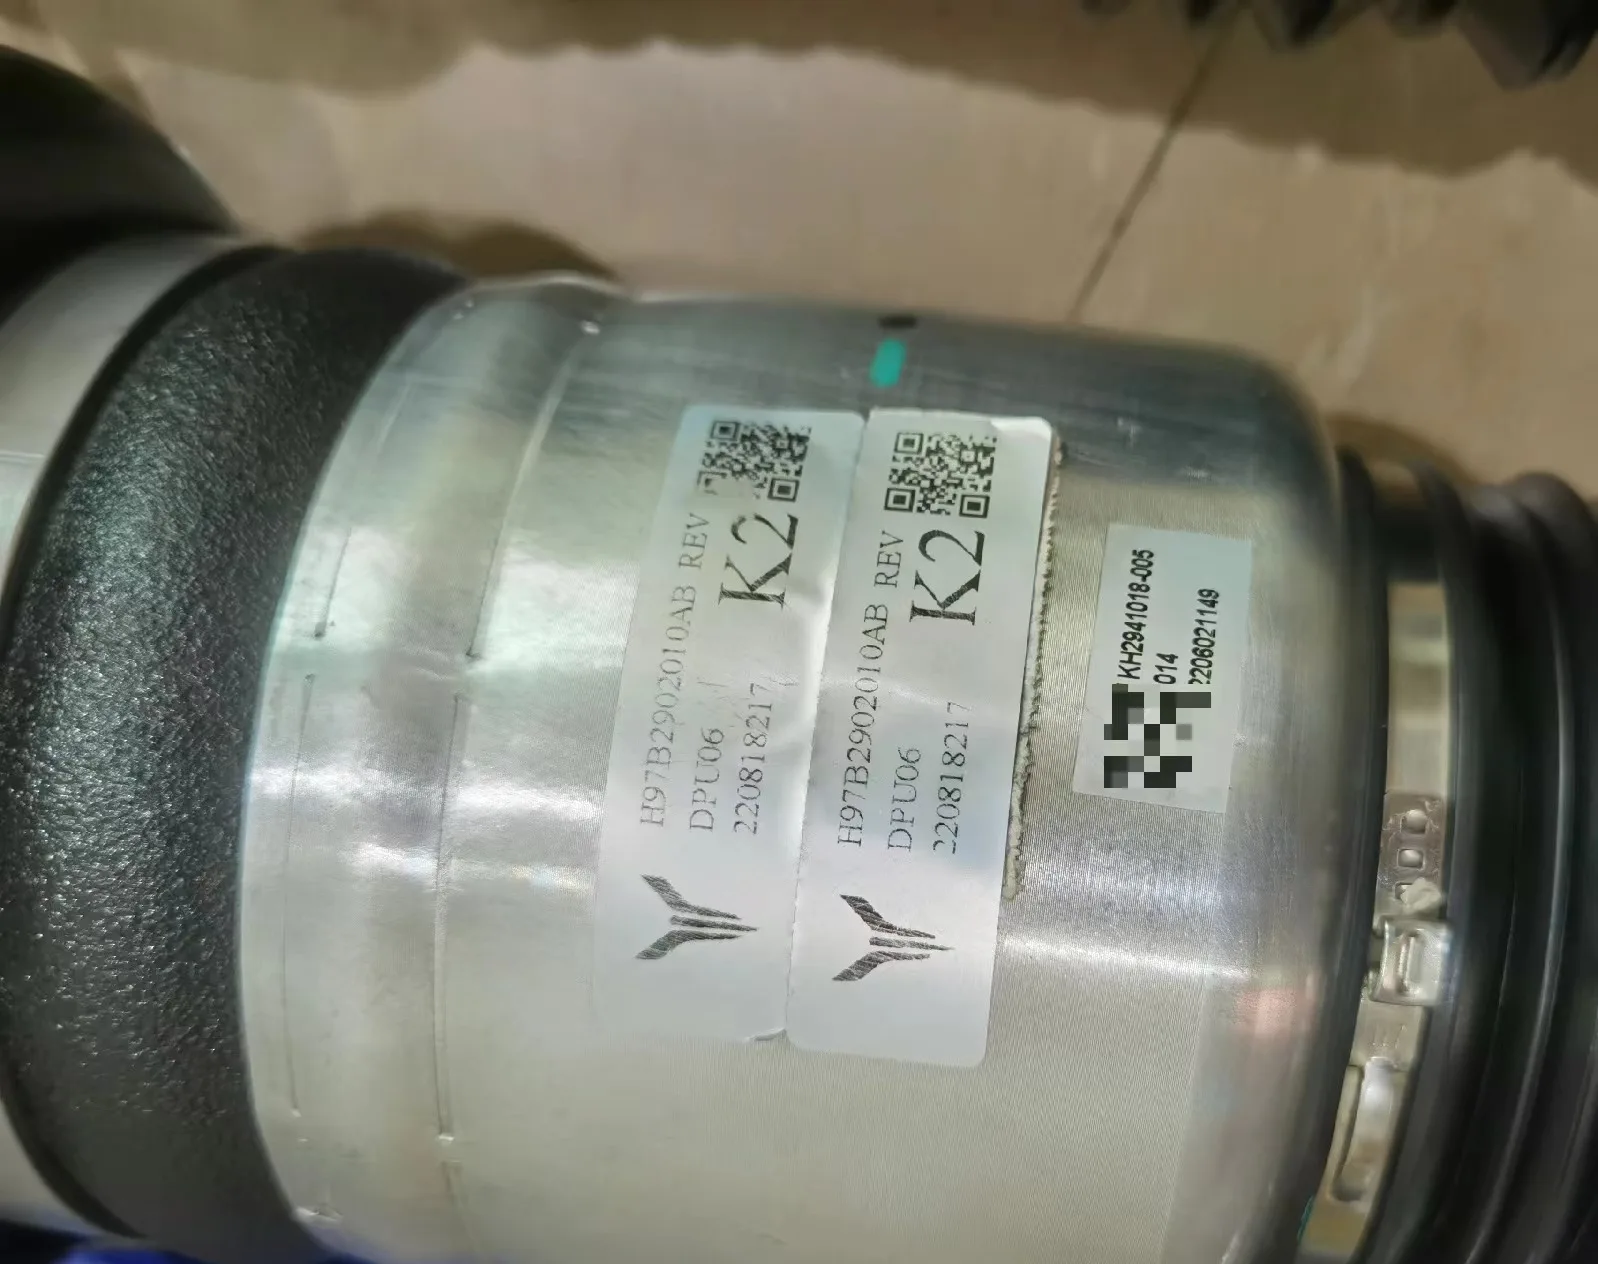 H97B2902010AB REV
K2
DPU06
220818217
H97B2902010AB REV
K2
DPU06
220818217
KH2941018-005
014
2206021149